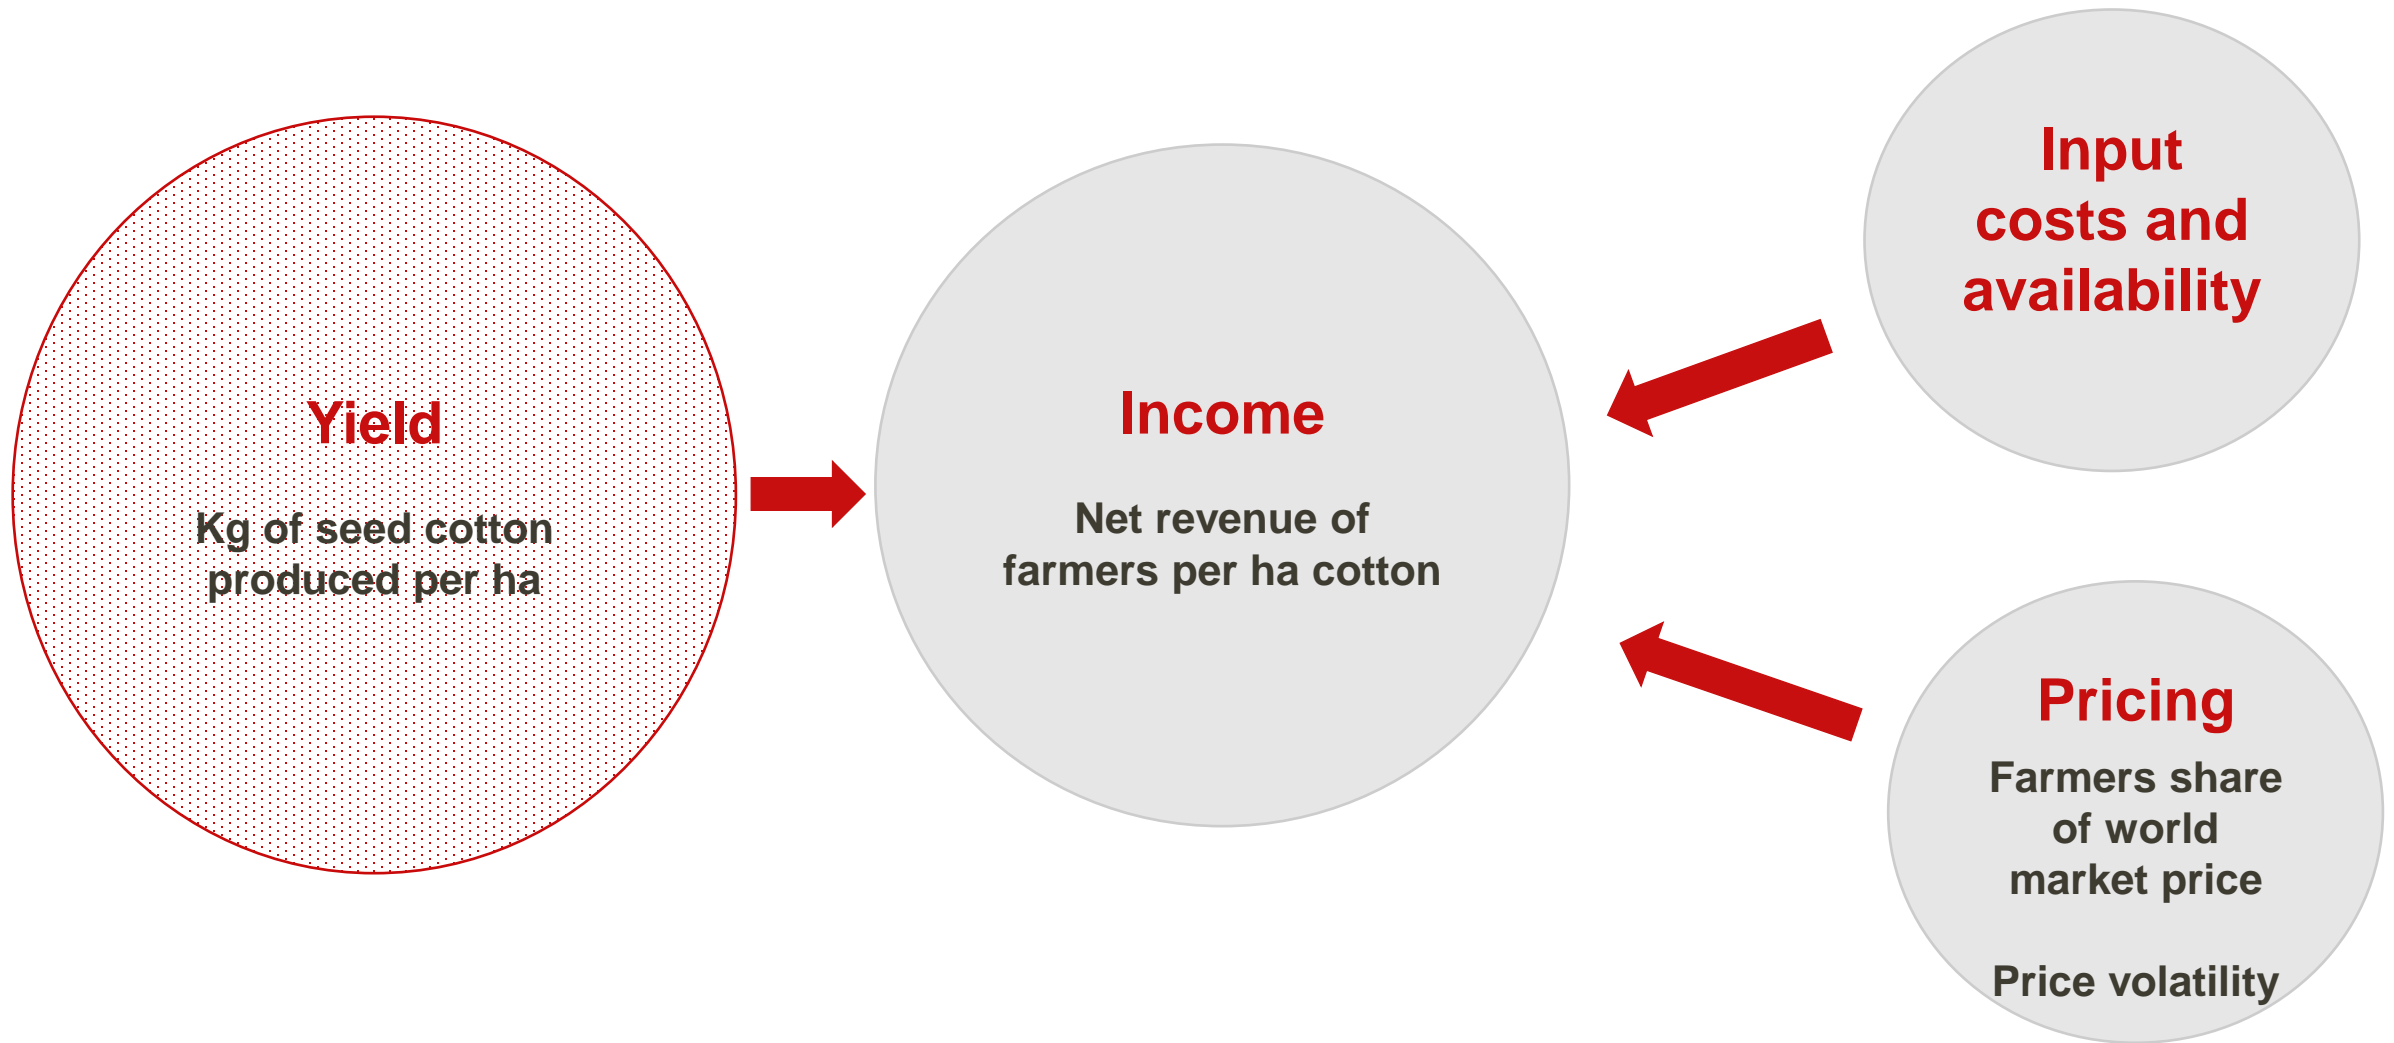 Yield
Kg of seed cotton
produced per ha
Income
Net revenue of
farmers per ha cotton
Input
costs and
availability
Pricing
Farmers share
of world
market price
Price volatility